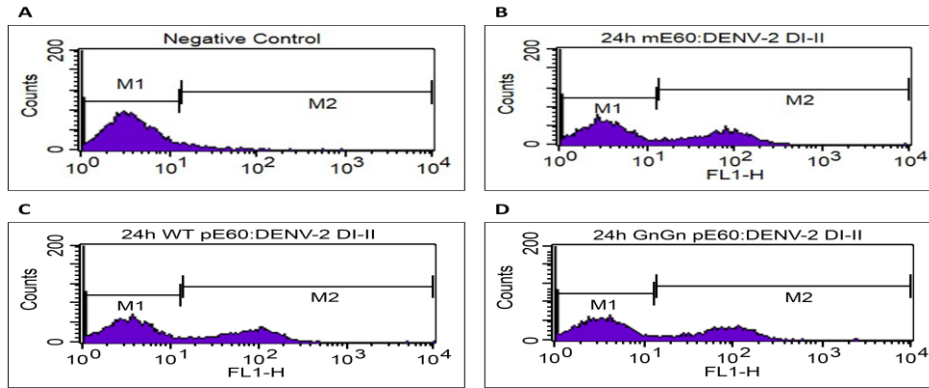 A
Negative Control
200
Counts
0
M1
M2
10^0 10^1 10^2 10^3 10^4
B
24h mE60:DENV-2 DI-II
200
Counts
0
M1
M2
10^0 10^1 10^2 10^3 10^4
FL1-H
C
24h WT pE60:DENV-2 DI-II
200
Counts
0
M1
M2
10^0 10^1 10^2 10^3 10^4
FL1-H
D
24h GnGn pE60:DENV-2 DI-II
200
Counts
0
M1
M2
10^0 10^1 10^2 10^3 10^4
FL1-H